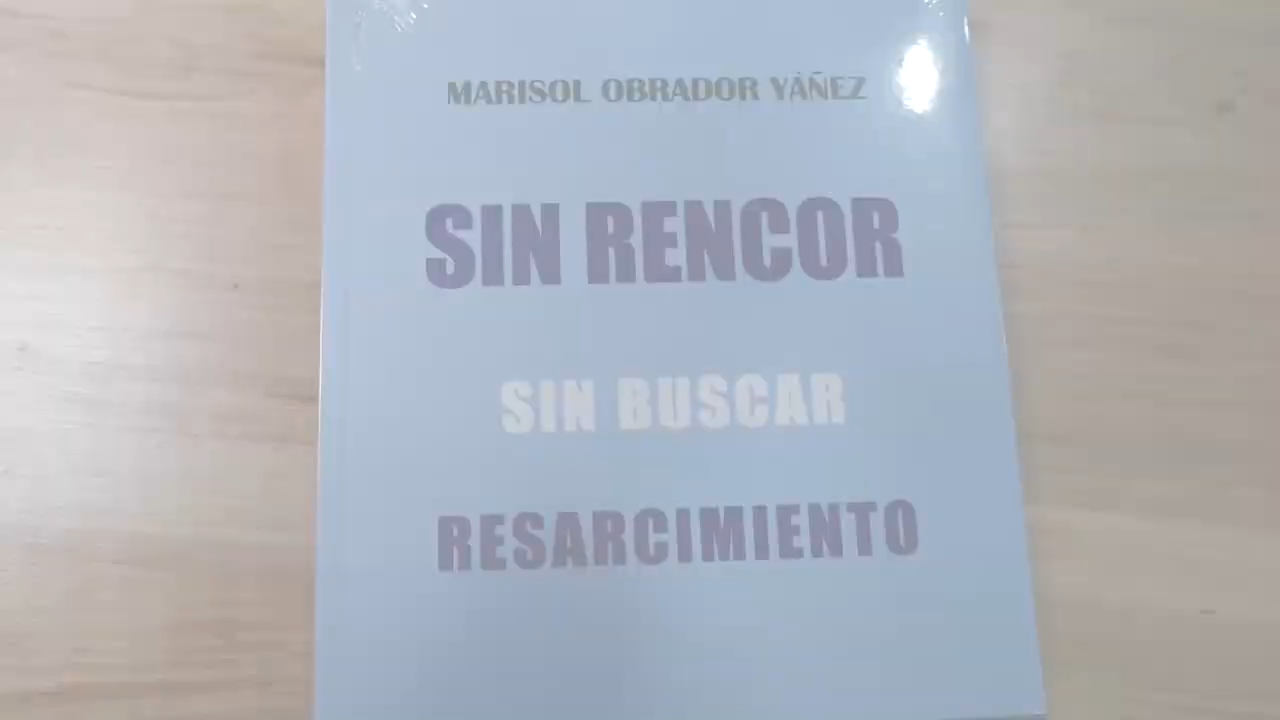 MARISOL OBRADOR YÁÑEZ
SIN RENCOR
SIN BUSCAR
RESARCIMIENTO